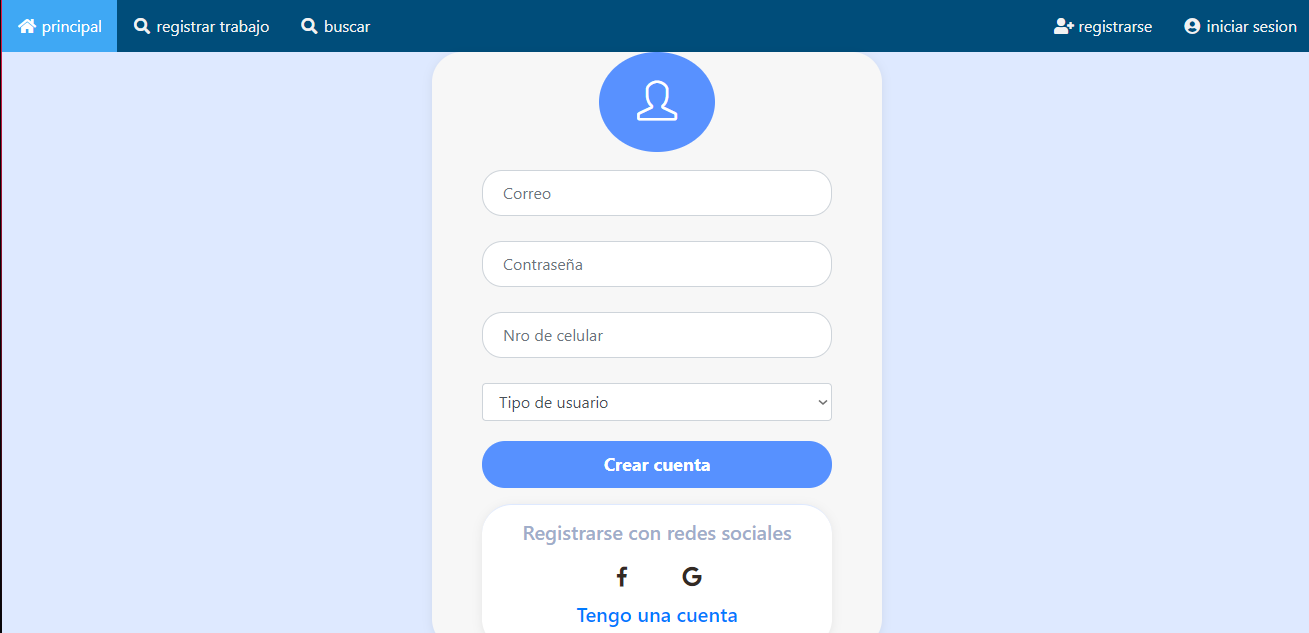 principal registrar trabajo buscar registrarse iniciar sesion
Correo
Contraseña
Nro de celular
Tipo de usuario
Crear cuenta
Registrarse con redes sociales
Tengo una cuenta